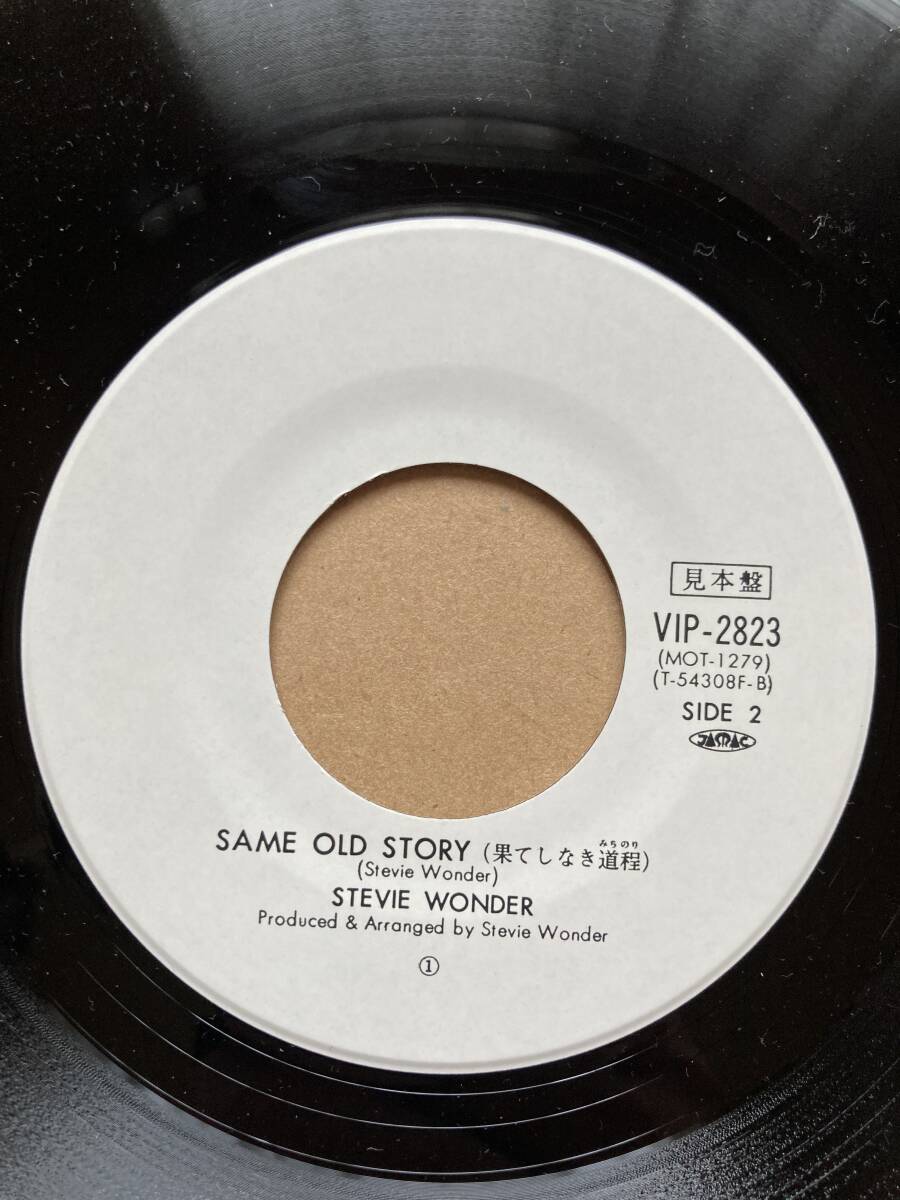 見本盤
VIP-2823
(MOT-1279)
(T-54308F-B)
SIDE 2
JASRAC
SAME OLD STORY (果てしなき道程)
みちのり
(Stevie Wonder)
STEVIE WONDER
Produced & Arranged by Stevie Wonder
①